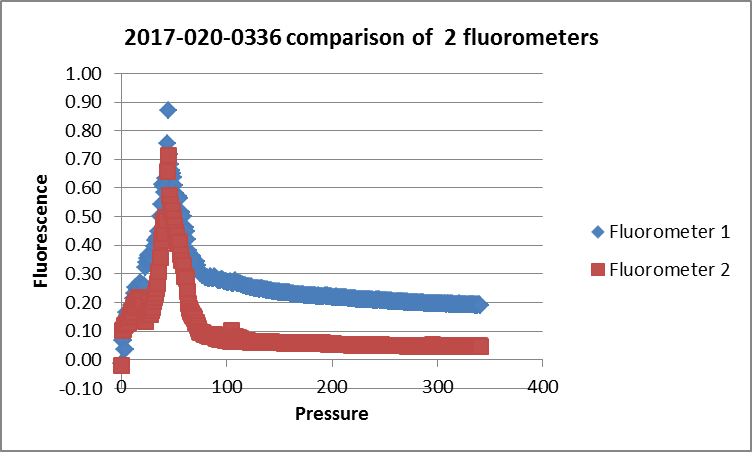 2017-020-0336 comparison of  2 fluorometers
1.00
0.90
0.80
0.70
0.60
0.50
0.40
0.30
0.20
0.10
0.00
-0.10
Fluorescence
0 100 200 300 400
Pressure
Fluorometer 1
Fluorometer 2